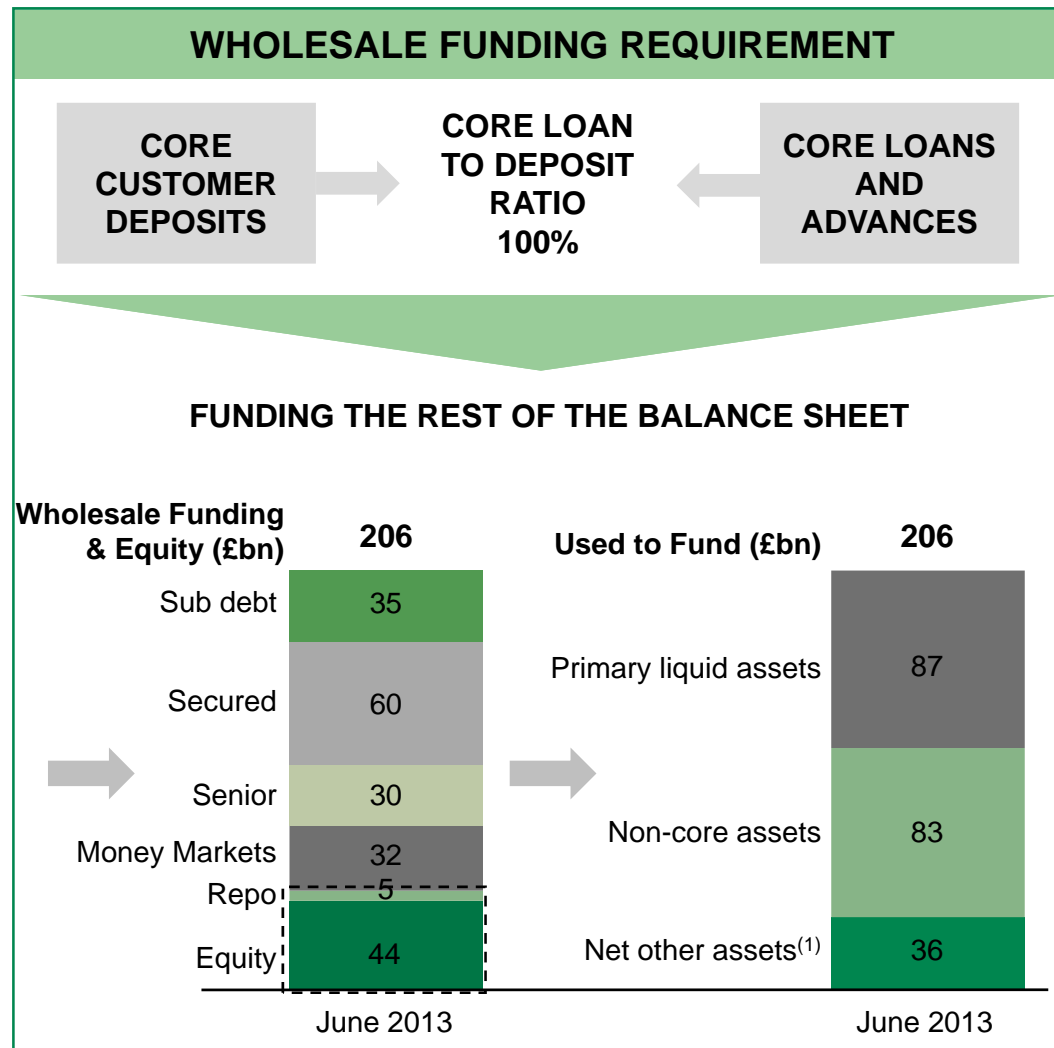 WHOLESALE FUNDING REQUIREMENT
CORE
CUSTOMER
DEPOSITS
CORE LOAN
TO DEPOSIT
RATIO
100%
CORE LOANS
AND
ADVANCES
FUNDING THE REST OF THE BALANCE SHEET
Wholesale Funding
& Equity (£bn)
206
Sub debt
35
Secured
60
Senior
30
Money Markets
32
Repo
5
Equity
44
June 2013
Used to Fund (£bn)
206
Primary liquid assets
87
Non-core assets
83
Net other assets(1)
36
June 2013